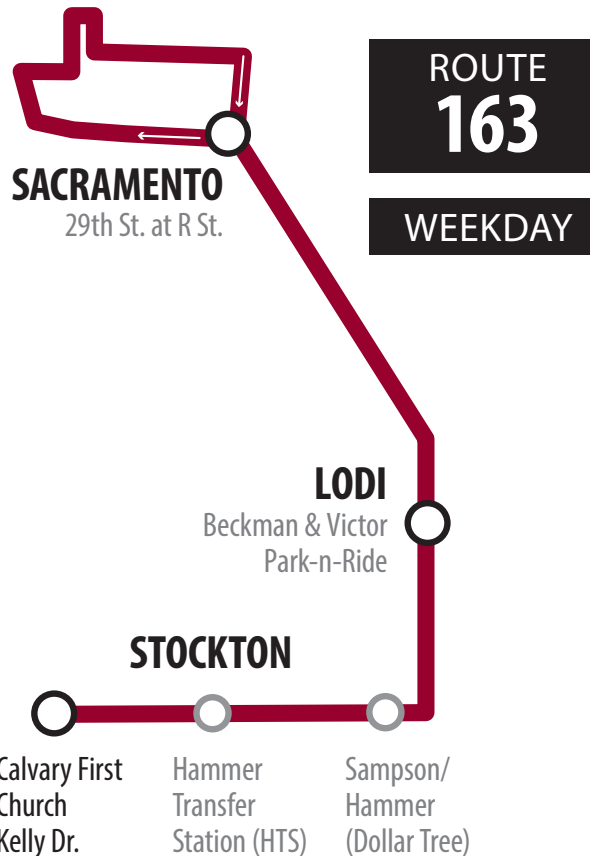 ROUTE
163
WEEKDAY
SACRAMENTO
29th St. at R St.
LODI
Beckman & Victor
Park-n-Ride
STOCKTON
Calvary First
Church
Kelly Dr.
Hammer
Transfer
Station (HTS)
Sampson/
Hammer
(Dollar Tree)